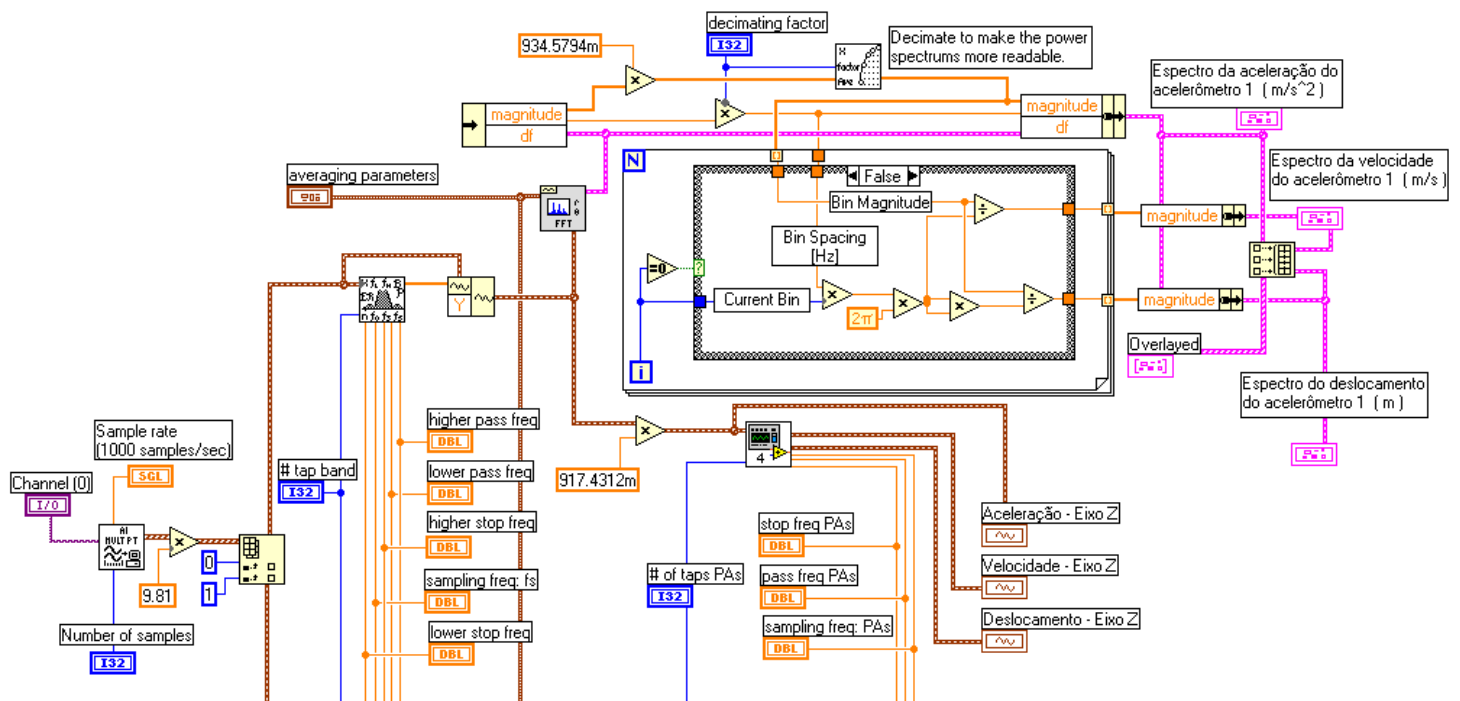 decimating factor
I32
934.5794m
X
factor
Ave
Decimate to make the power
spectrums more readable.
Espectro da aceleração do
acelerômetro 1 ( m/s^2 )
magnitude
df
magnitude
df
N
False
Espectro da velocidade
do acelerômetro 1 ( m/s )
averaging parameters
FFT
Bin Magnitude
÷
magnitude
Bin Spacing
[Hz]
=0
?
Current Bin
×
×
×
÷
2π
magnitude
i
Y
Overlayed
Espectro do deslocamento
do acelerômetro 1 ( m )
higher pass freq
DBL
917.4312m
4
Sample rate
(1000 samples/sec)
SGL
# tap band
I32
lower pass freq
DBL
Channel (0)
I/O
higher stop freq
DBL
stop freq PAs
DBL
Aceleração - Eixo Z
AI
MULT PT
0
1
9.81
sampling freq: fs
DBL
# of taps PAs
I32
pass freq PAs
DBL
Velocidade - Eixo Z
Number of samples
I32
lower stop freq
DBL
sampling freq: PAs
DBL
Deslocamento - Eixo Z